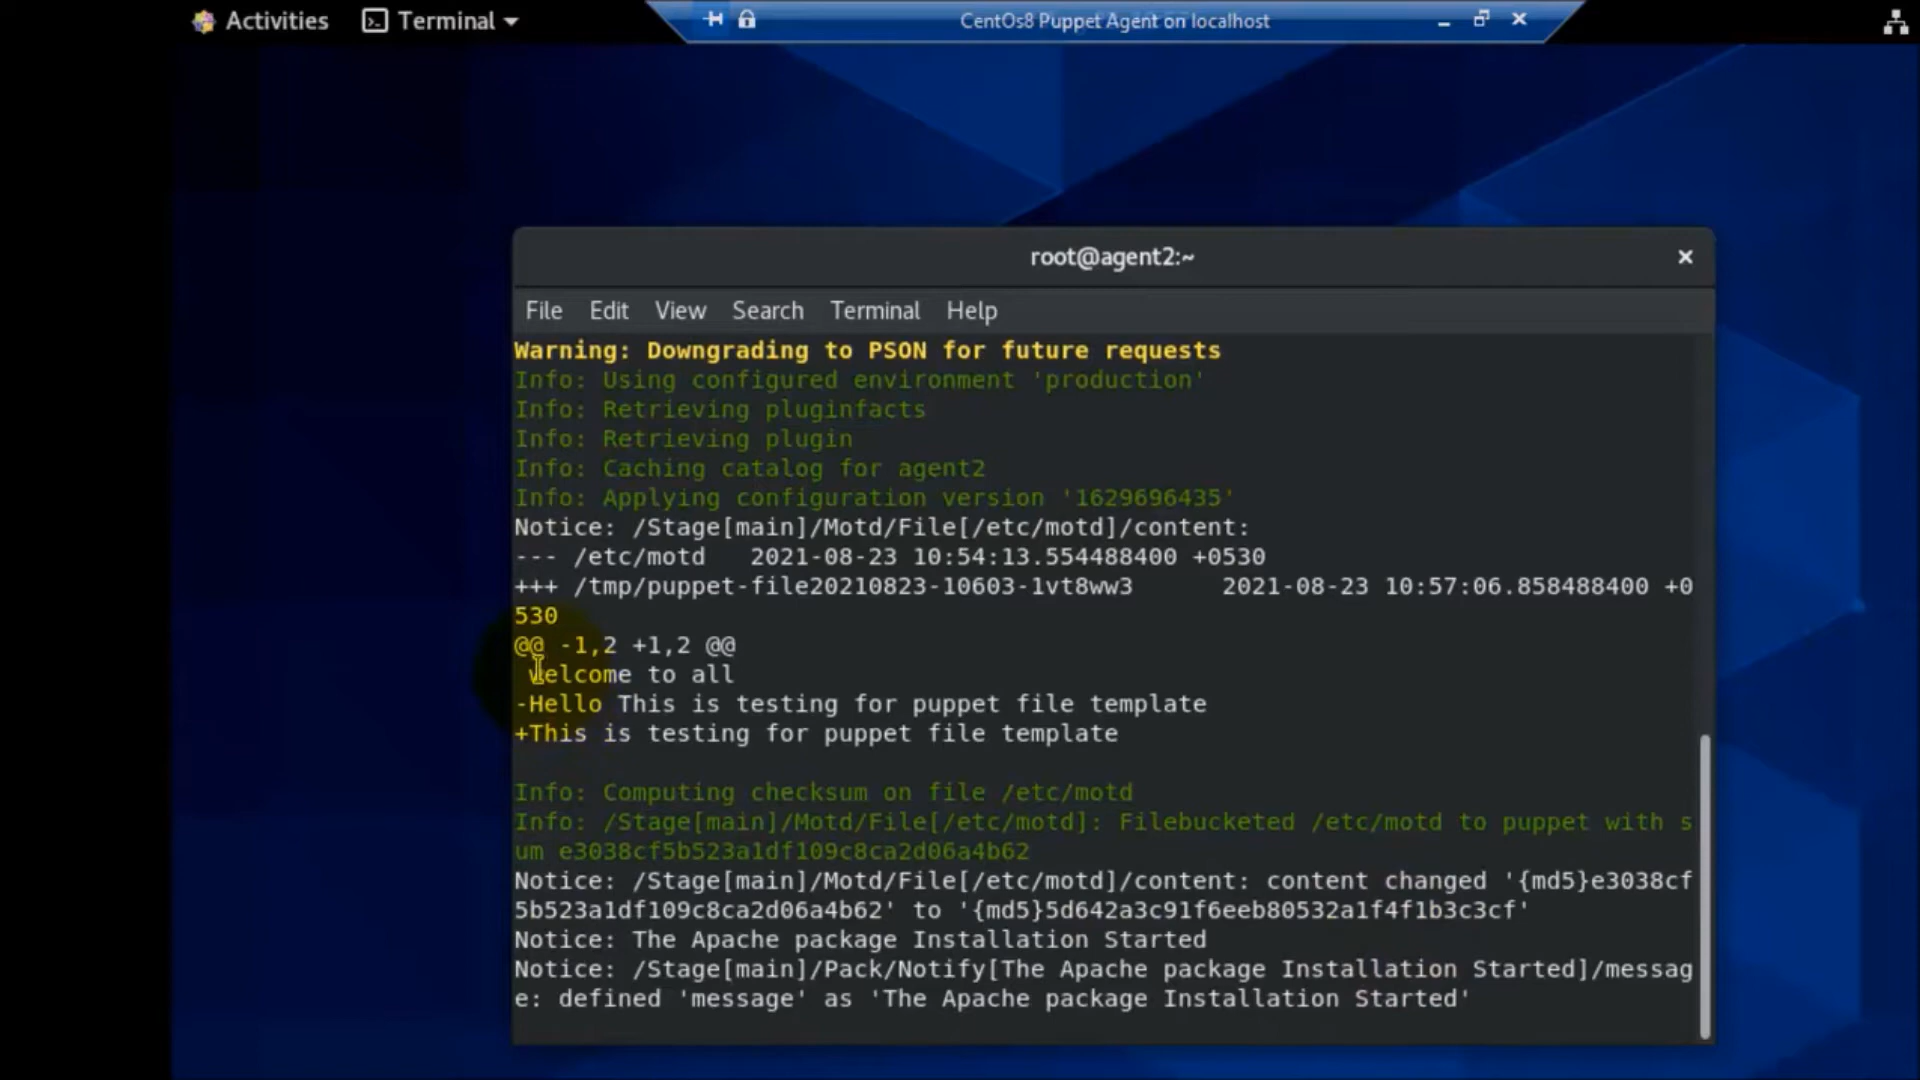 Activities Terminal CentOs8 Puppet Agent on localhost
root@agent2:~
File Edit View Search Terminal Help
Warning: Downgrading to PSON for future requests
Info: Using configured environment 'production'
Info: Retrieving pluginfacts
Info: Retrieving plugin
Info: Caching catalog for agent2
Info: Applying configuration version '1629696435'
Notice: /Stage[main]/Motd/File[/etc/motd]/content:
--- /etc/motd 2021-08-23 10:54:13.554488400 +0530
+++ /tmp/puppet-file20210823-10603-1vt8ww3 2021-08-23 10:57:06.858488400 +0
530
@@ -1,2 +1,2 @@
welcome to all
-Hello This is testing for puppet file template
+This is testing for puppet file template
Info: Computing checksum on file /etc/motd
Info: /Stage[main]/Motd/File[/etc/motd]: Filebucketed /etc/motd to puppet with s
um e3038cf5b523a1df109c8ca2d06a4b62
Notice: /Stage[main]/Motd/File[/etc/motd]/content: content changed '{md5}e3038cf
5b523a1df109c8ca2d06a4b62' to '{md5}5d642a3c91f6eeb80532a1f4f1b3c3cf'
Notice: The Apache package Installation Started
Notice: /Stage[main]/Pack/Notify[The Apache package Installation Started]/messag
e: defined 'message' as 'The Apache package Installation Started'